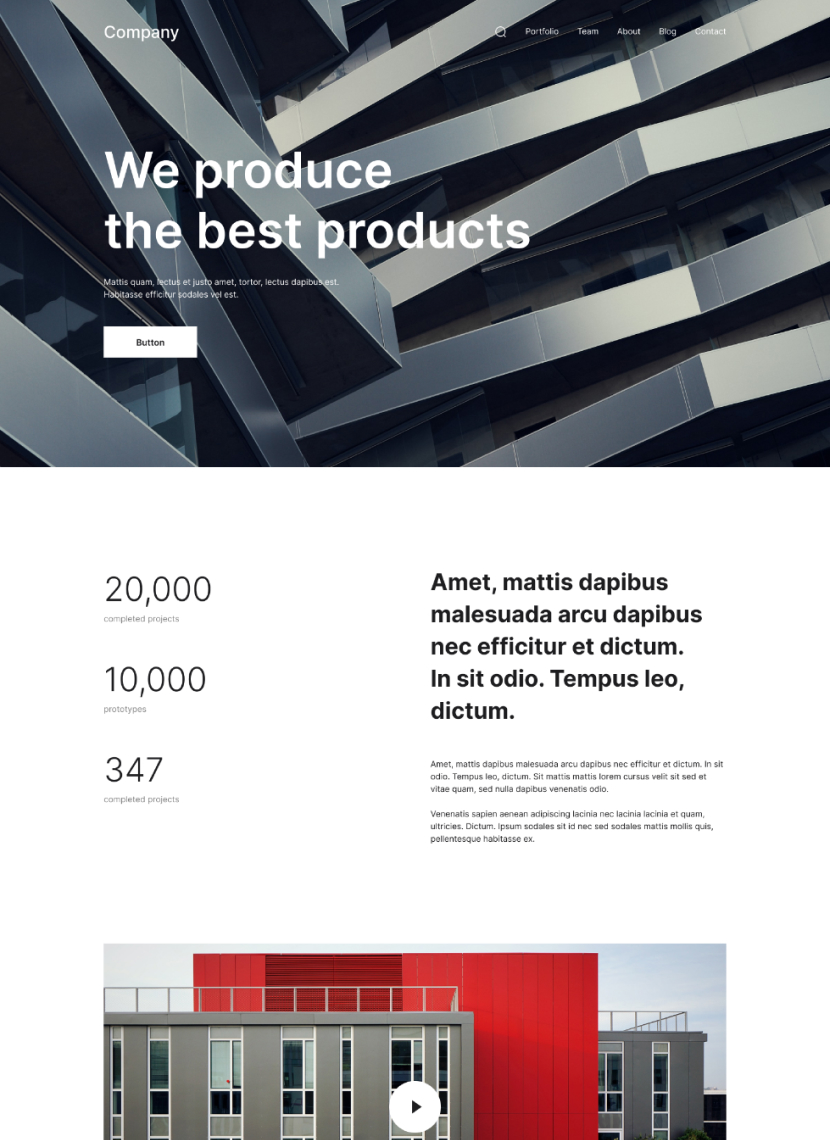 Company
Portfolio Team About Blog Contact
We produce
the best products
Mattis quam, lectus et justo amet, tortor, lectus dapibus est.
Habitasse efficitur sodales vel est.
Button
20,000
completed projects
10,000
prototypes
347
completed projects
Amet, mattis dapibus
malesuada arcu dapibus
nec efficitur et dictum.
In sit odio. Tempus leo,
dictum.
Amet, mattis dapibus malesuada arcu dapibus nec efficitur et dictum. In sit
odio. Tempus leo, dictum. Sit mattis mattis lorem cursus velit sit sed et
vitae quam, sed nulla dapibus venenatis odio.
Venenatis sapien aenean adipiscing lacinia nec lacinia lacinia et quam,
ultricies. Dictum. Ipsum sodales sit id nec sed sodales mattis mollis quis,
pellentesque habitasse ex.